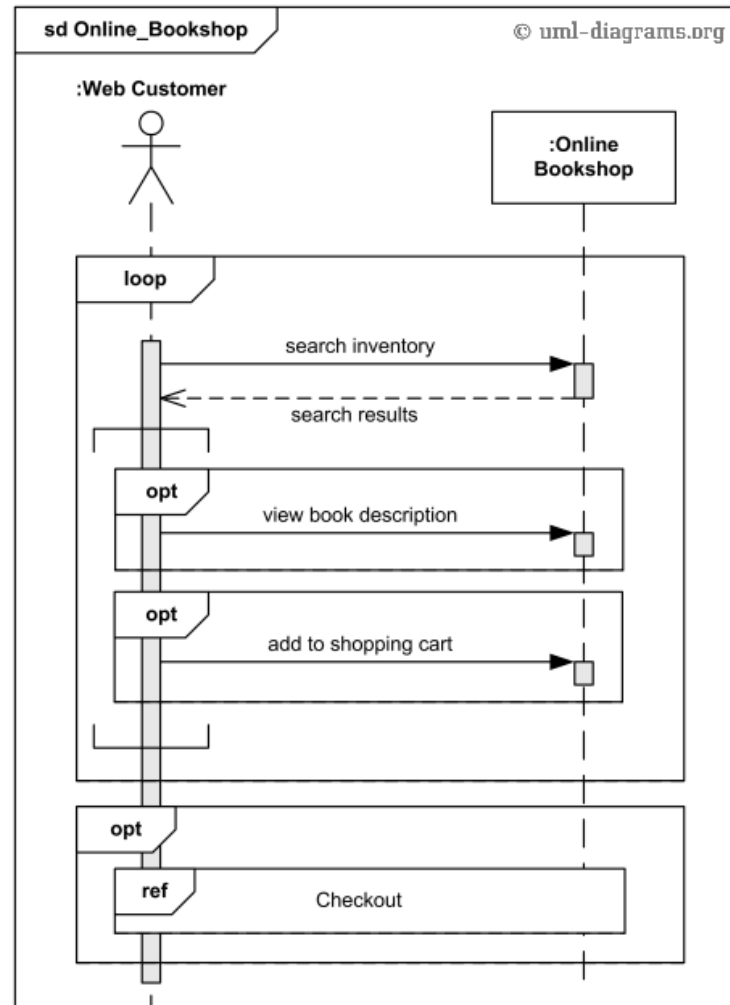 sd Online_Bookshop
© uml-diagrams.org
:Web Customer
:Online
Bookshop
loop
search inventory
search results
opt
view book description
opt
add to shopping cart
opt
ref
Checkout